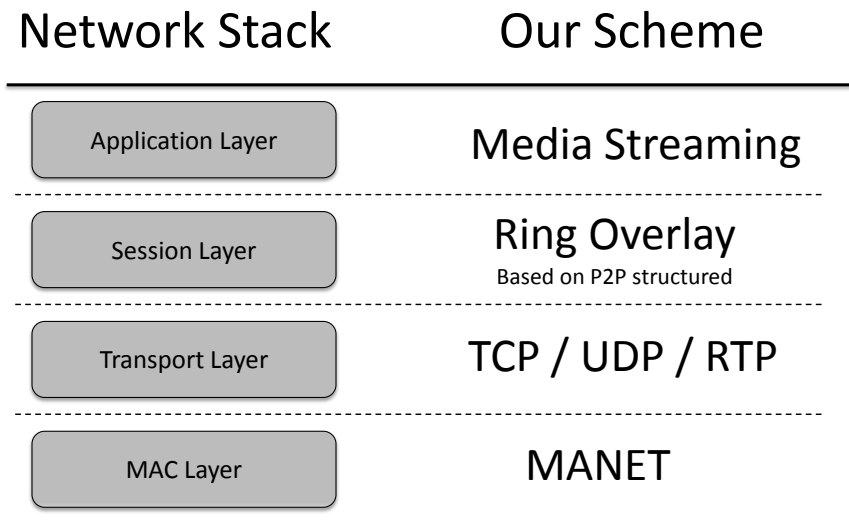 Network Stack Our Scheme
Application Layer Media Streaming
Session Layer Ring Overlay
Based on P2P structured
Transport Layer TCP / UDP / RTP
MAC Layer MANET